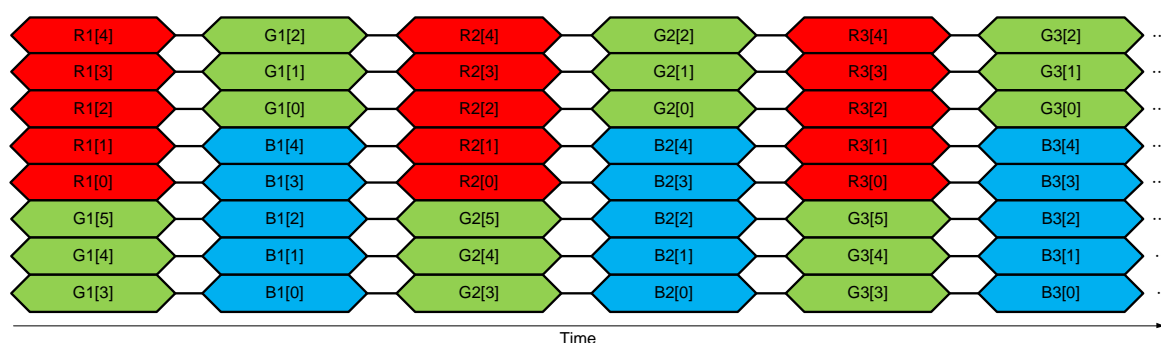 R1[4] G1[2] R2[4] G2[2] R3[4] G3[2] ...
R1[3] G1[1] R2[3] G2[1] R3[3] G3[1] ...
R1[2] G1[0] R2[2] G2[0] R3[2] G3[0] ...
R1[1] B1[4] R2[1] B2[4] R3[1] B3[4] ...
R1[0] B1[3] R2[0] B2[3] R3[0] B3[3] ...
G1[5] B1[2] G2[5] B2[2] G3[5] B3[2] ...
G1[4] B1[1] G2[4] B2[1] G3[4] B3[1] ...
G1[3] B1[0] G2[3] B2[0] G3[3] B3[0] ...
Time